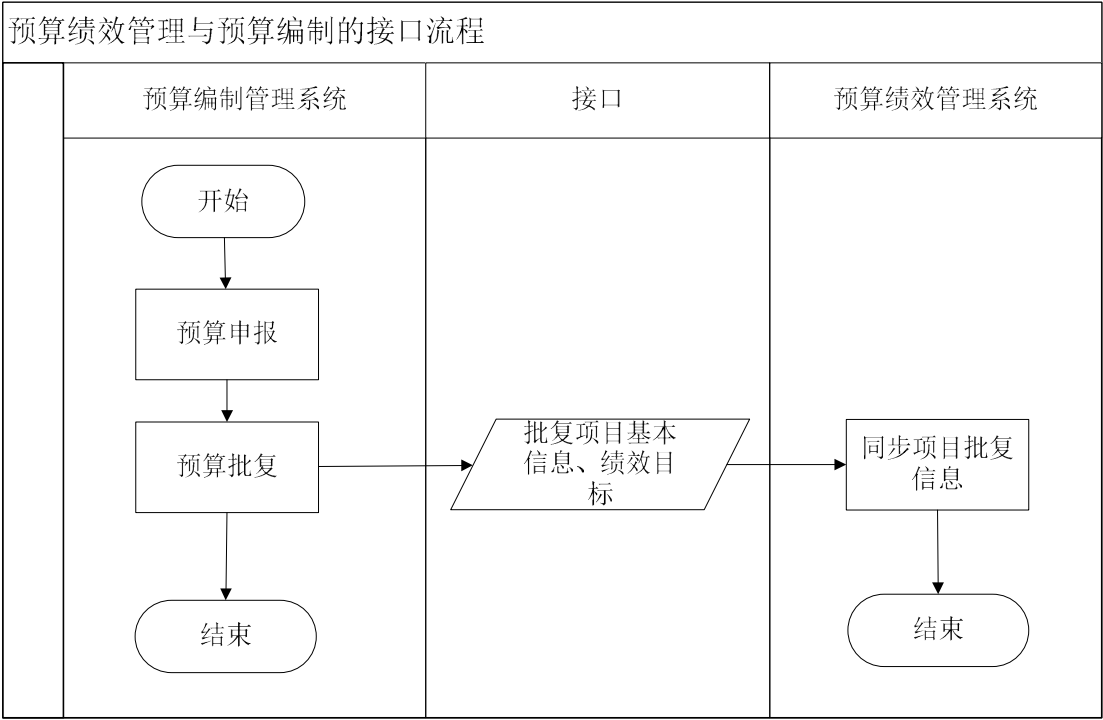 预算绩效管理与预算编制的接口流程
预算编制管理系统
接口
预算绩效管理系统
开始
预算申报
预算批复
批复项目基本
信息、绩效目
标
同步项目批复
信息
结束
结束